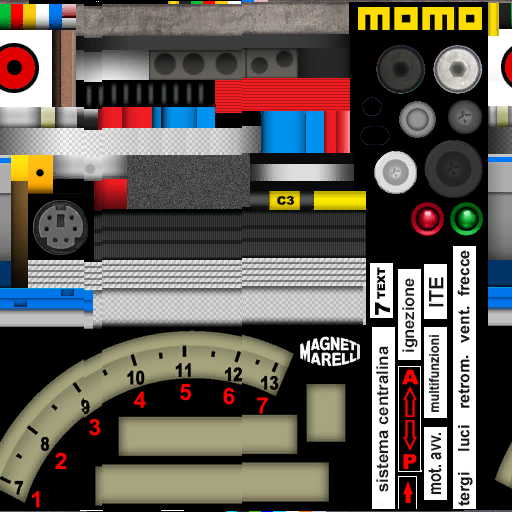 momo
C3
MAGNETI
MARELLI
7 TEXT
ignezione
ITE
frecce
vent.
retrom.
luci
tergi
sistema centralina
multifunzioni
mot. avv.
A
P
7 8 9 10 11 12 13
1 2 3 4 5 6 7